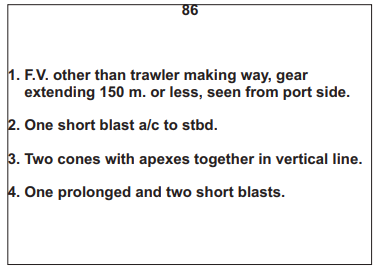 86
1. F.V. other than trawler making way, gear
extending 150 m. or less, seen from port side.
2. One short blast a/c to stbd.
3. Two cones with apexes together in vertical line.
4. One prolonged and two short blasts.